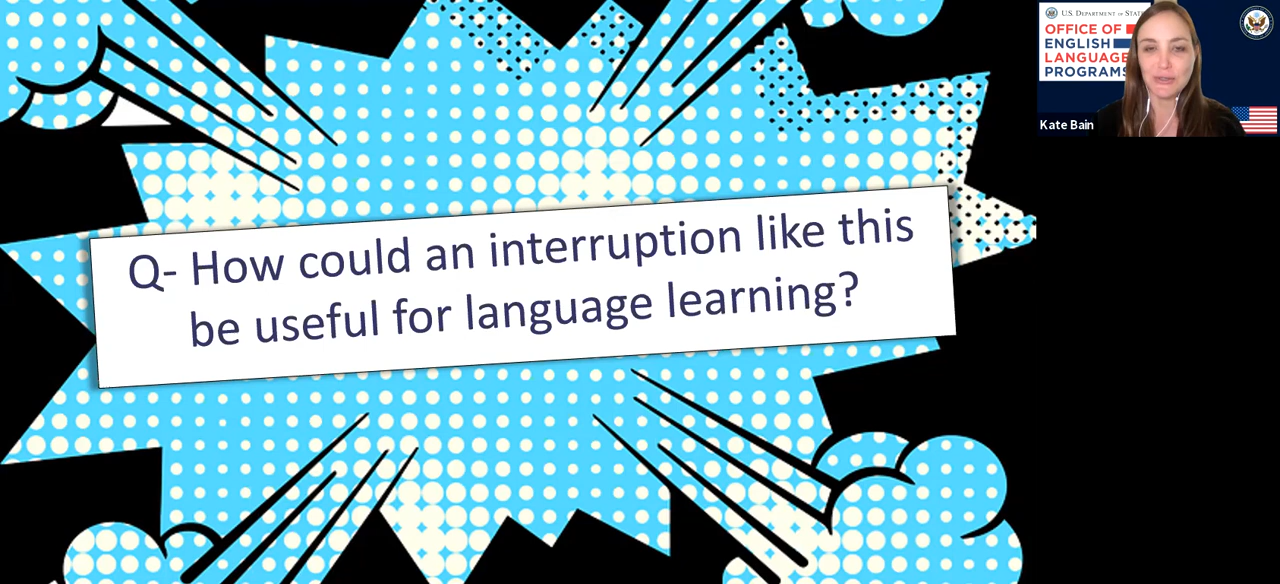 Q- How could an interruption like this
be useful for language learning?
U.S. DEPARTMENT OF STATE
OFFICE OF
ENGLISH
LANGUAGE
PROGRAMS
Kate Bain